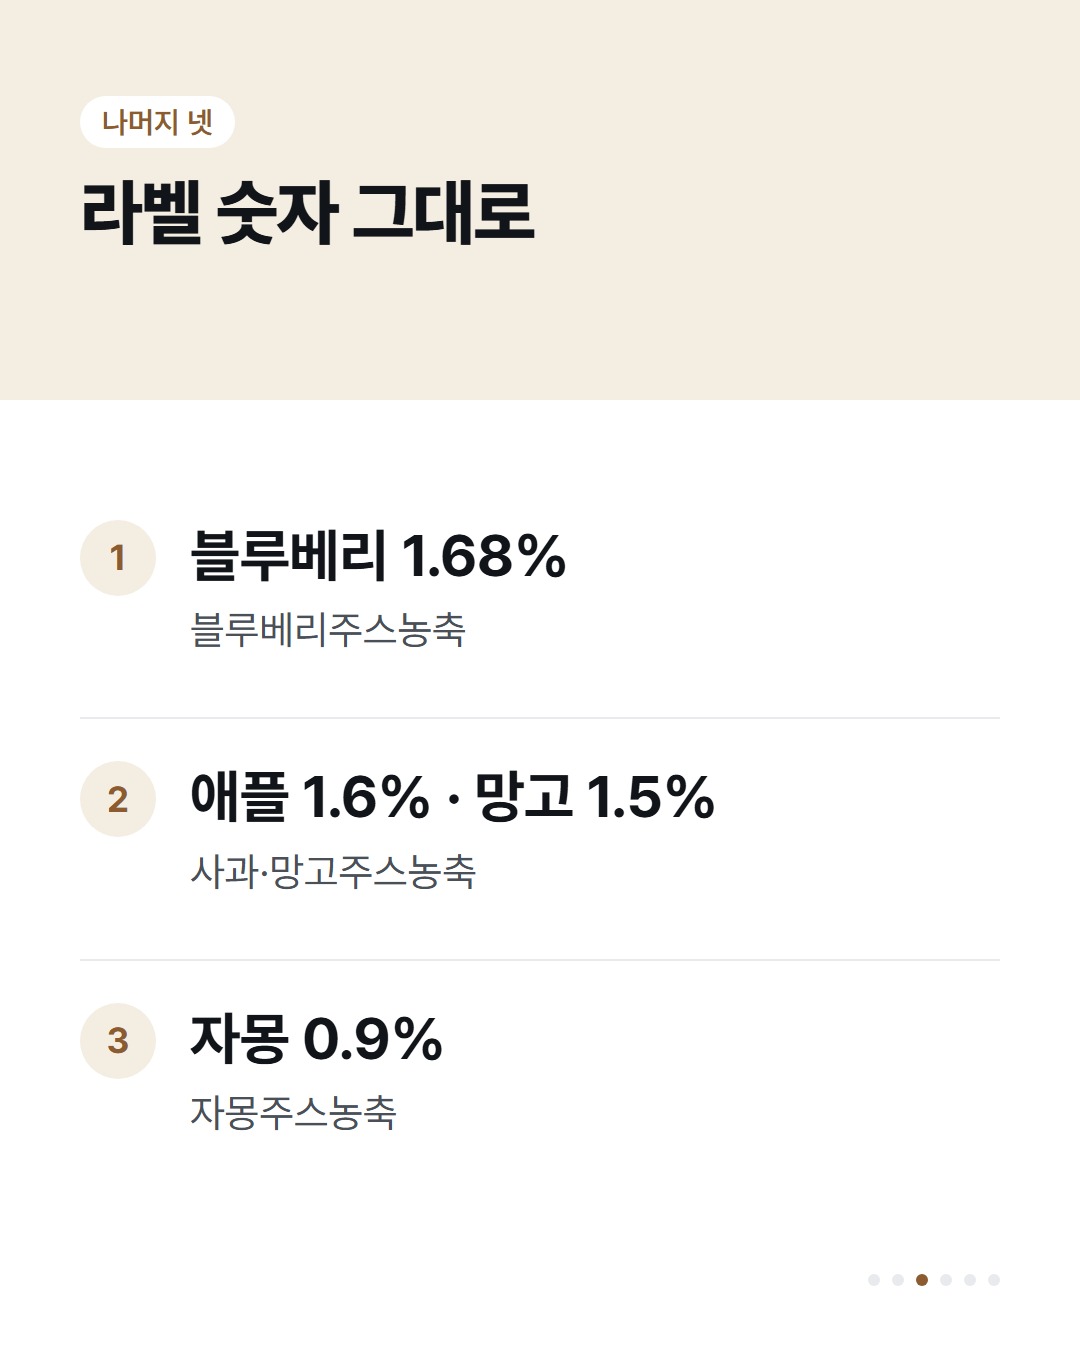 나머지 넷
라벨 숫자 그대로
1
블루베리 1.68%
블루베리주스농축
2
애플 1.6% · 망고 1.5%
사과·망고주스농축
3
자몽 0.9%
자몽주스농축